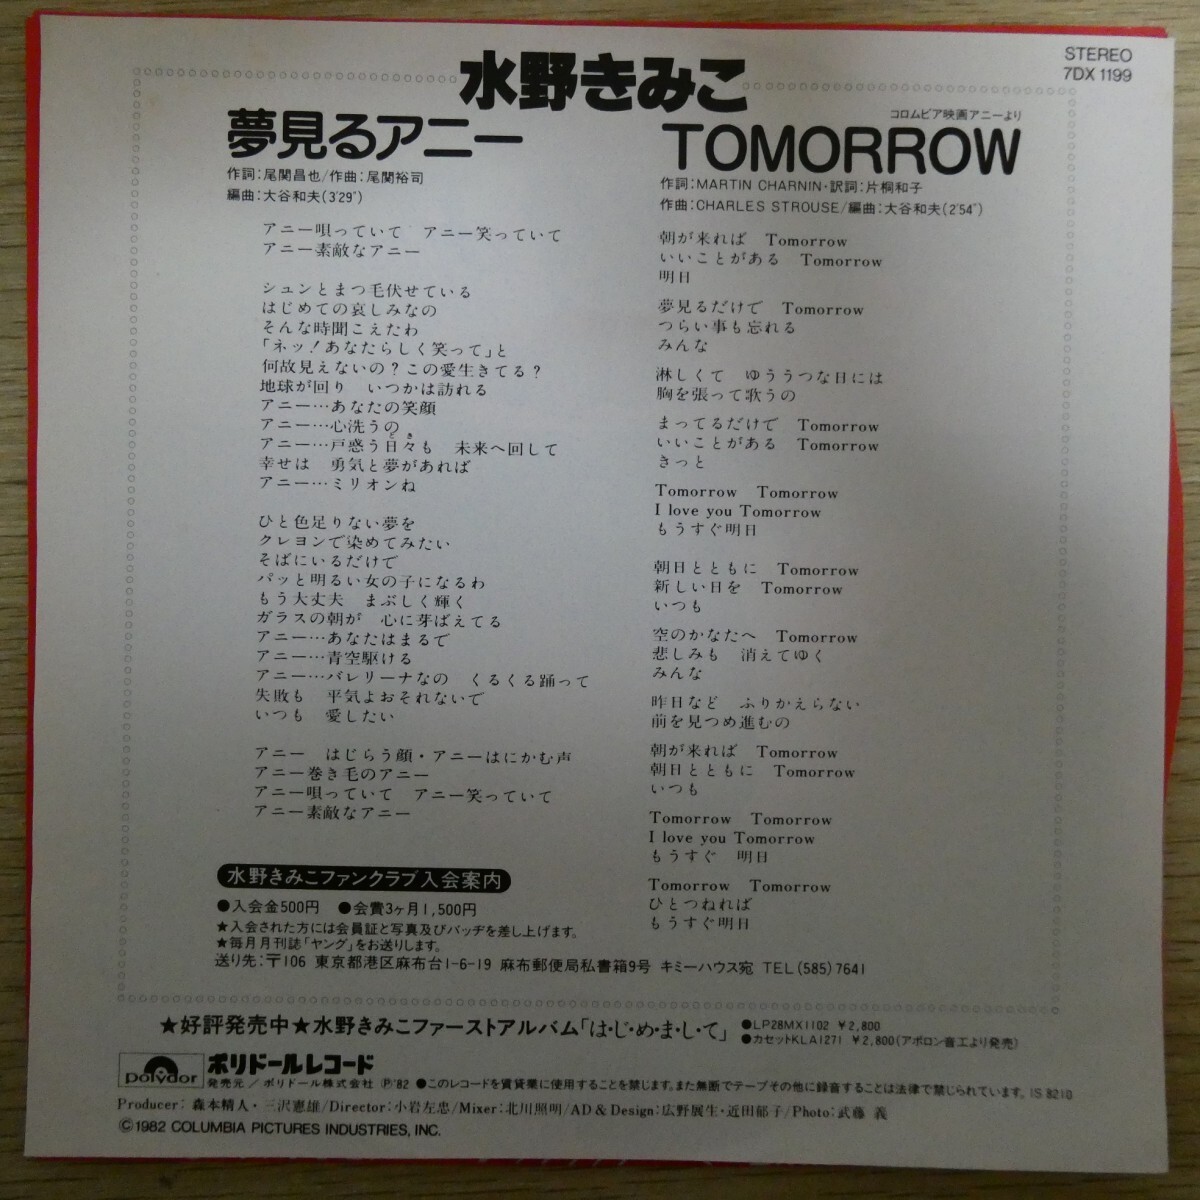 STEREO
7DX 1199
水野きみこ
夢見るアニー
作詞:尾関昌也/作曲:尾関裕司
編曲:大谷和夫(3'29")
アニー唄っていて アニー笑っていて
アニー素敵なアニー
シュンとまつ毛伏せている
はじめての哀しみなの
そんな時聞こえたわ
「ネッ!あなたらしく笑って」と
何故見えないの?この愛生きてる?
地球が回り いつかは訪れる
アニー…あなたの笑顔
アニー…心洗うの
アニー…戸惑う日々も 未来へ回して
とき
幸せは 勇気と夢があれば
アニー…ミリオンね
ひと色足りない夢を
クレヨンで染めてみたい
そばにいるだけで
パッと明るい女の子になるわ
もう大丈夫 まぶしく輝く
ガラスの朝が 心に芽ばえてる
アニー…あなたはまるで
アニー…青空駆ける
アニー…バレリーナなの くるくる踊って
失敗も 平気よおそれないで
いつも 愛したい
アニー はじらう顔・アニーはにかむ声
アニー巻き毛のアニー
アニー唄っていて アニー笑っていて
アニー素敵なアニー
コロムビア映画アニーより
TOMORROW
作詞:MARTIN CHARNIN・訳詞:片桐和子
作曲:CHARLES STROUSE/編曲:大谷和夫(2'54")
朝が来れば Tomorrow
いいことがある Tomorrow
明日
夢見るだけで Tomorrow
つらい事も忘れる
みんな
淋しくて ゆううつな日には
胸を張って歌うの
まってるだけで Tomorrow
いいことがある Tomorrow
きっと
Tomorrow Tomorrow
I love you Tomorrow
もうすぐ明日
朝日とともに Tomorrow
新しい日を Tomorrow
いつも
空のかなたへ Tomorrow
悲しみも 消えてゆく
みんな
昨日など ふりかえらない
前を見つめ進むの
朝が来れば Tomorrow
朝日とともに Tomorrow
いつも
Tomorrow Tomorrow
I love you Tomorrow
もうすぐ 明日
Tomorrow Tomorrow
ひとつねれば
もうすぐ明日
水野きみこファンクラブ入会案内
●入会金500円 ●会費3ヶ月1,500円
★入会された方には会員証と写真及びバッヂを差し上げます。
★毎月月刊誌「ヤング」をお送りします。
送り先:〒106 東京都港区麻布台1-6-19 麻布郵便局私書箱9号 キミーハウス宛 TEL(585)7641
★好評発売中★水野きみこファーストアルバム「は・じ・め・ま・し・て」
●LP28MX1102 ¥2,800
●カセットKLA1271 ¥2,800(アポロン音工より発売)
polydor
ポリドールレコード
発売元/ポリドール株式会社 Ⓟ'82 ●このレコードを賃貸業に使用することを禁じます。また無断でテープその他に録音することは法律で禁じられています。 IS 8210
Producer: 森本精人・三沢憲雄/Director:小岩左忠/Mixer:北川照明/AD & Design:広野展生・近田郁子/Photo:武藤 義
©1982 COLUMBIA PICTURES INDUSTRIES, INC.